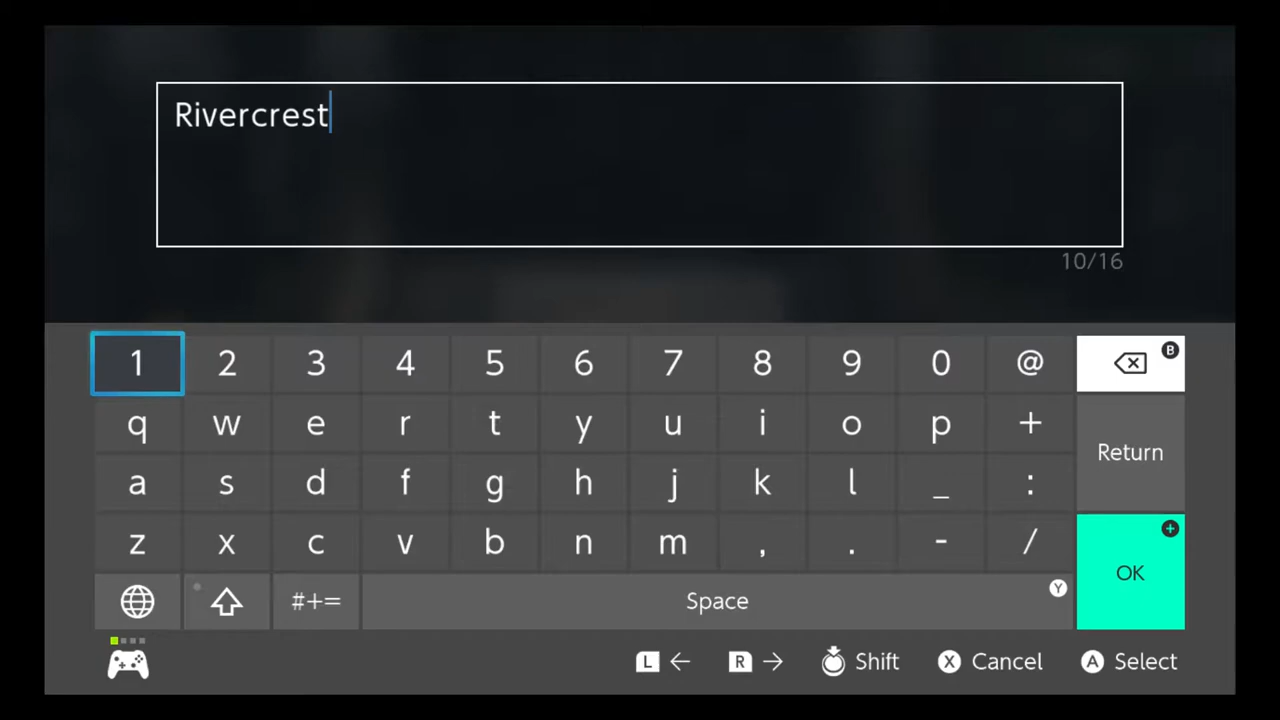 Rivercrest
10/16
1 2 3 4 5 6 7 8 9 0 @ B
q w e r t y u i o p + Return
a s d f g h j k l _ :
z x c v b n m , . - / +
OK
#+= Space Y
L ← R → Shift X Cancel A Select